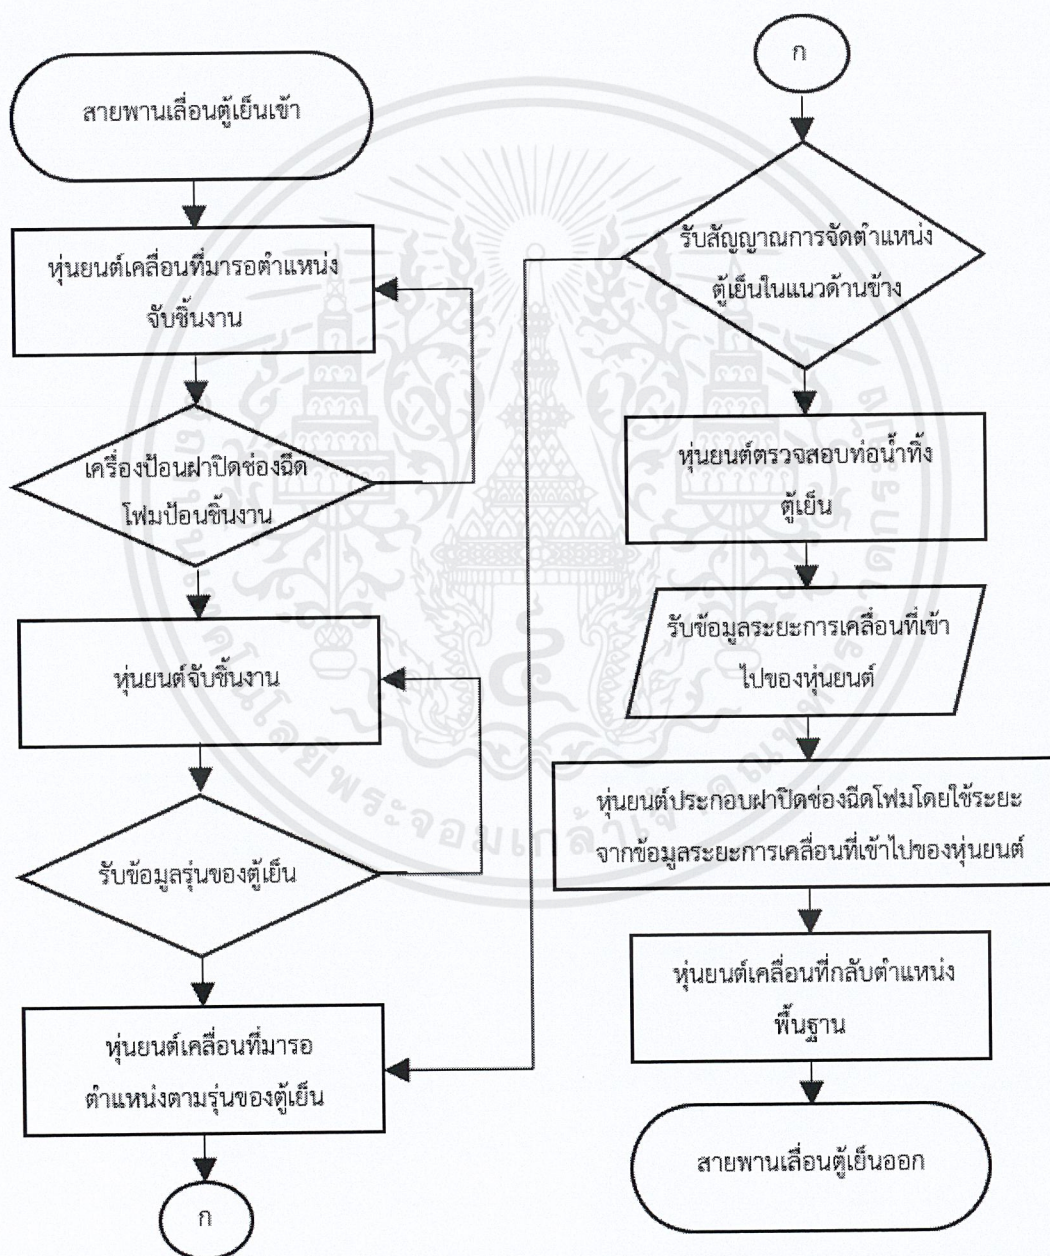 สายพานเลื่อนตู้เย็นเข้า
หุ่นยนต์เคลื่อนที่มารอตำแหน่ง
จับชิ้นงาน
เครื่องป้อนฝาปิดช่องฉีด
โฟมป้อนชิ้นงาน
หุ่นยนต์จับชิ้นงาน
รับข้อมูลรุ่นของตู้เย็น
หุ่นยนต์เคลื่อนที่มารอ
ตำแหน่งตามรุ่นของตู้เย็น
ก
ก
รับสัญญาณการจัดตำแหน่ง
ตู้เย็นในแนวด้านข้าง
หุ่นยนต์ตรวจสอบท่อน้ำทิ้ง
ตู้เย็น
รับข้อมูลระยะการเคลื่อนที่เข้า
ไปของหุ่นยนต์
หุ่นยนต์ประกอบฝาปิดช่องฉีดโฟมโดยใช้ระยะ
จากข้อมูลระยะการเคลื่อนที่เข้าไปของหุ่นยนต์
หุ่นยนต์เคลื่อนที่กลับตำแหน่ง
พื้นฐาน
สายพานเลื่อนตู้เย็นออก